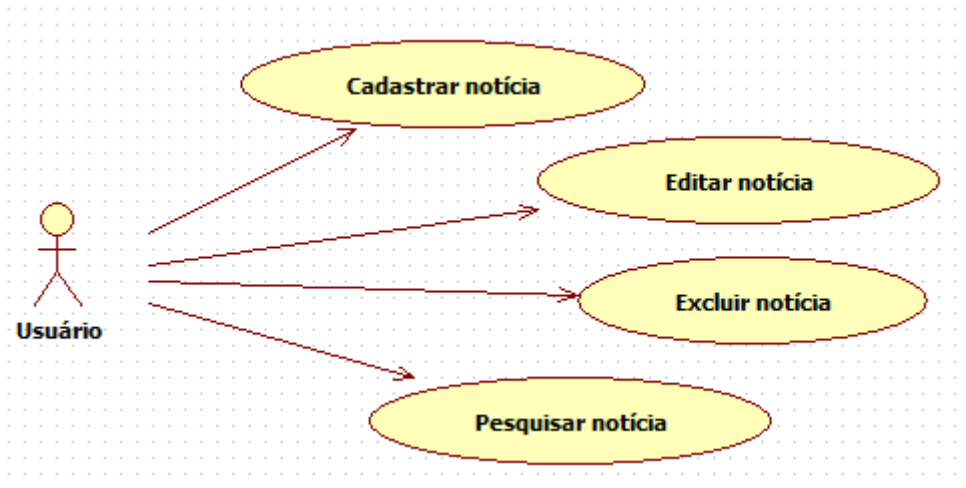 Cadastrar notícia
Editar notícia
Excluir notícia
Usuário
Pesquisar notícia